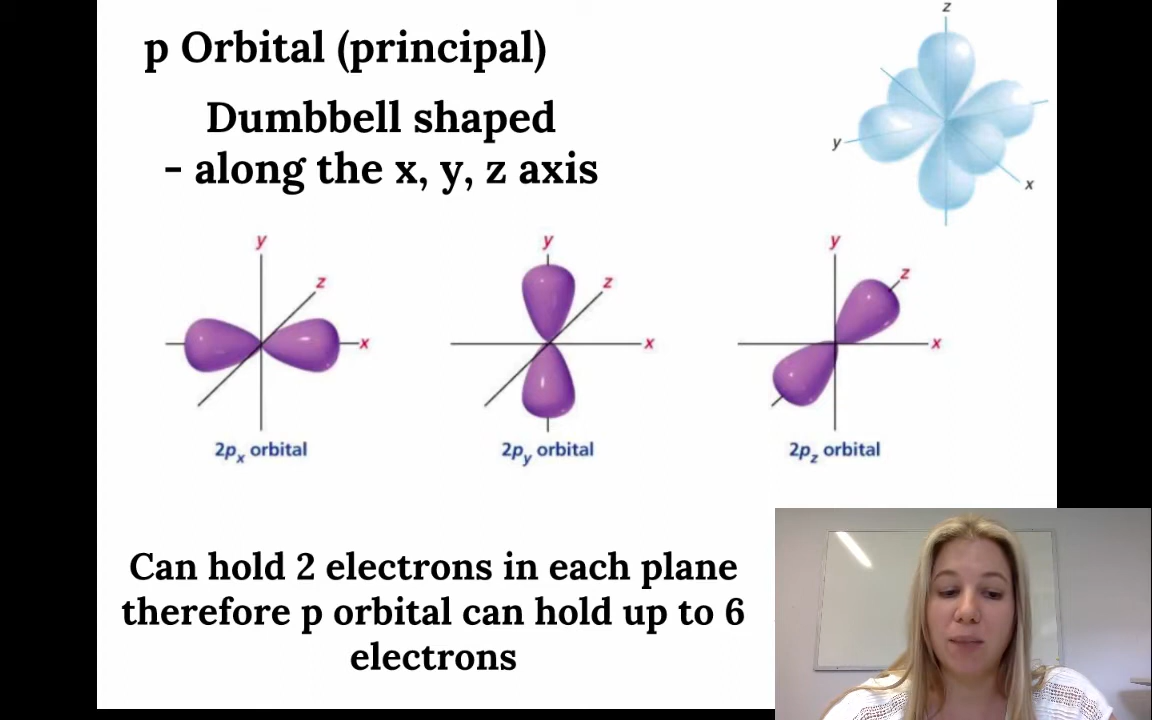 p Orbital (principal)
Dumbbell shaped
- along the x, y, z axis
z
y
x
y
z
x
2px orbital
y
z
x
2py orbital
y
z
x
2pz orbital
Can hold 2 electrons in each plane
therefore p orbital can hold up to 6
electrons